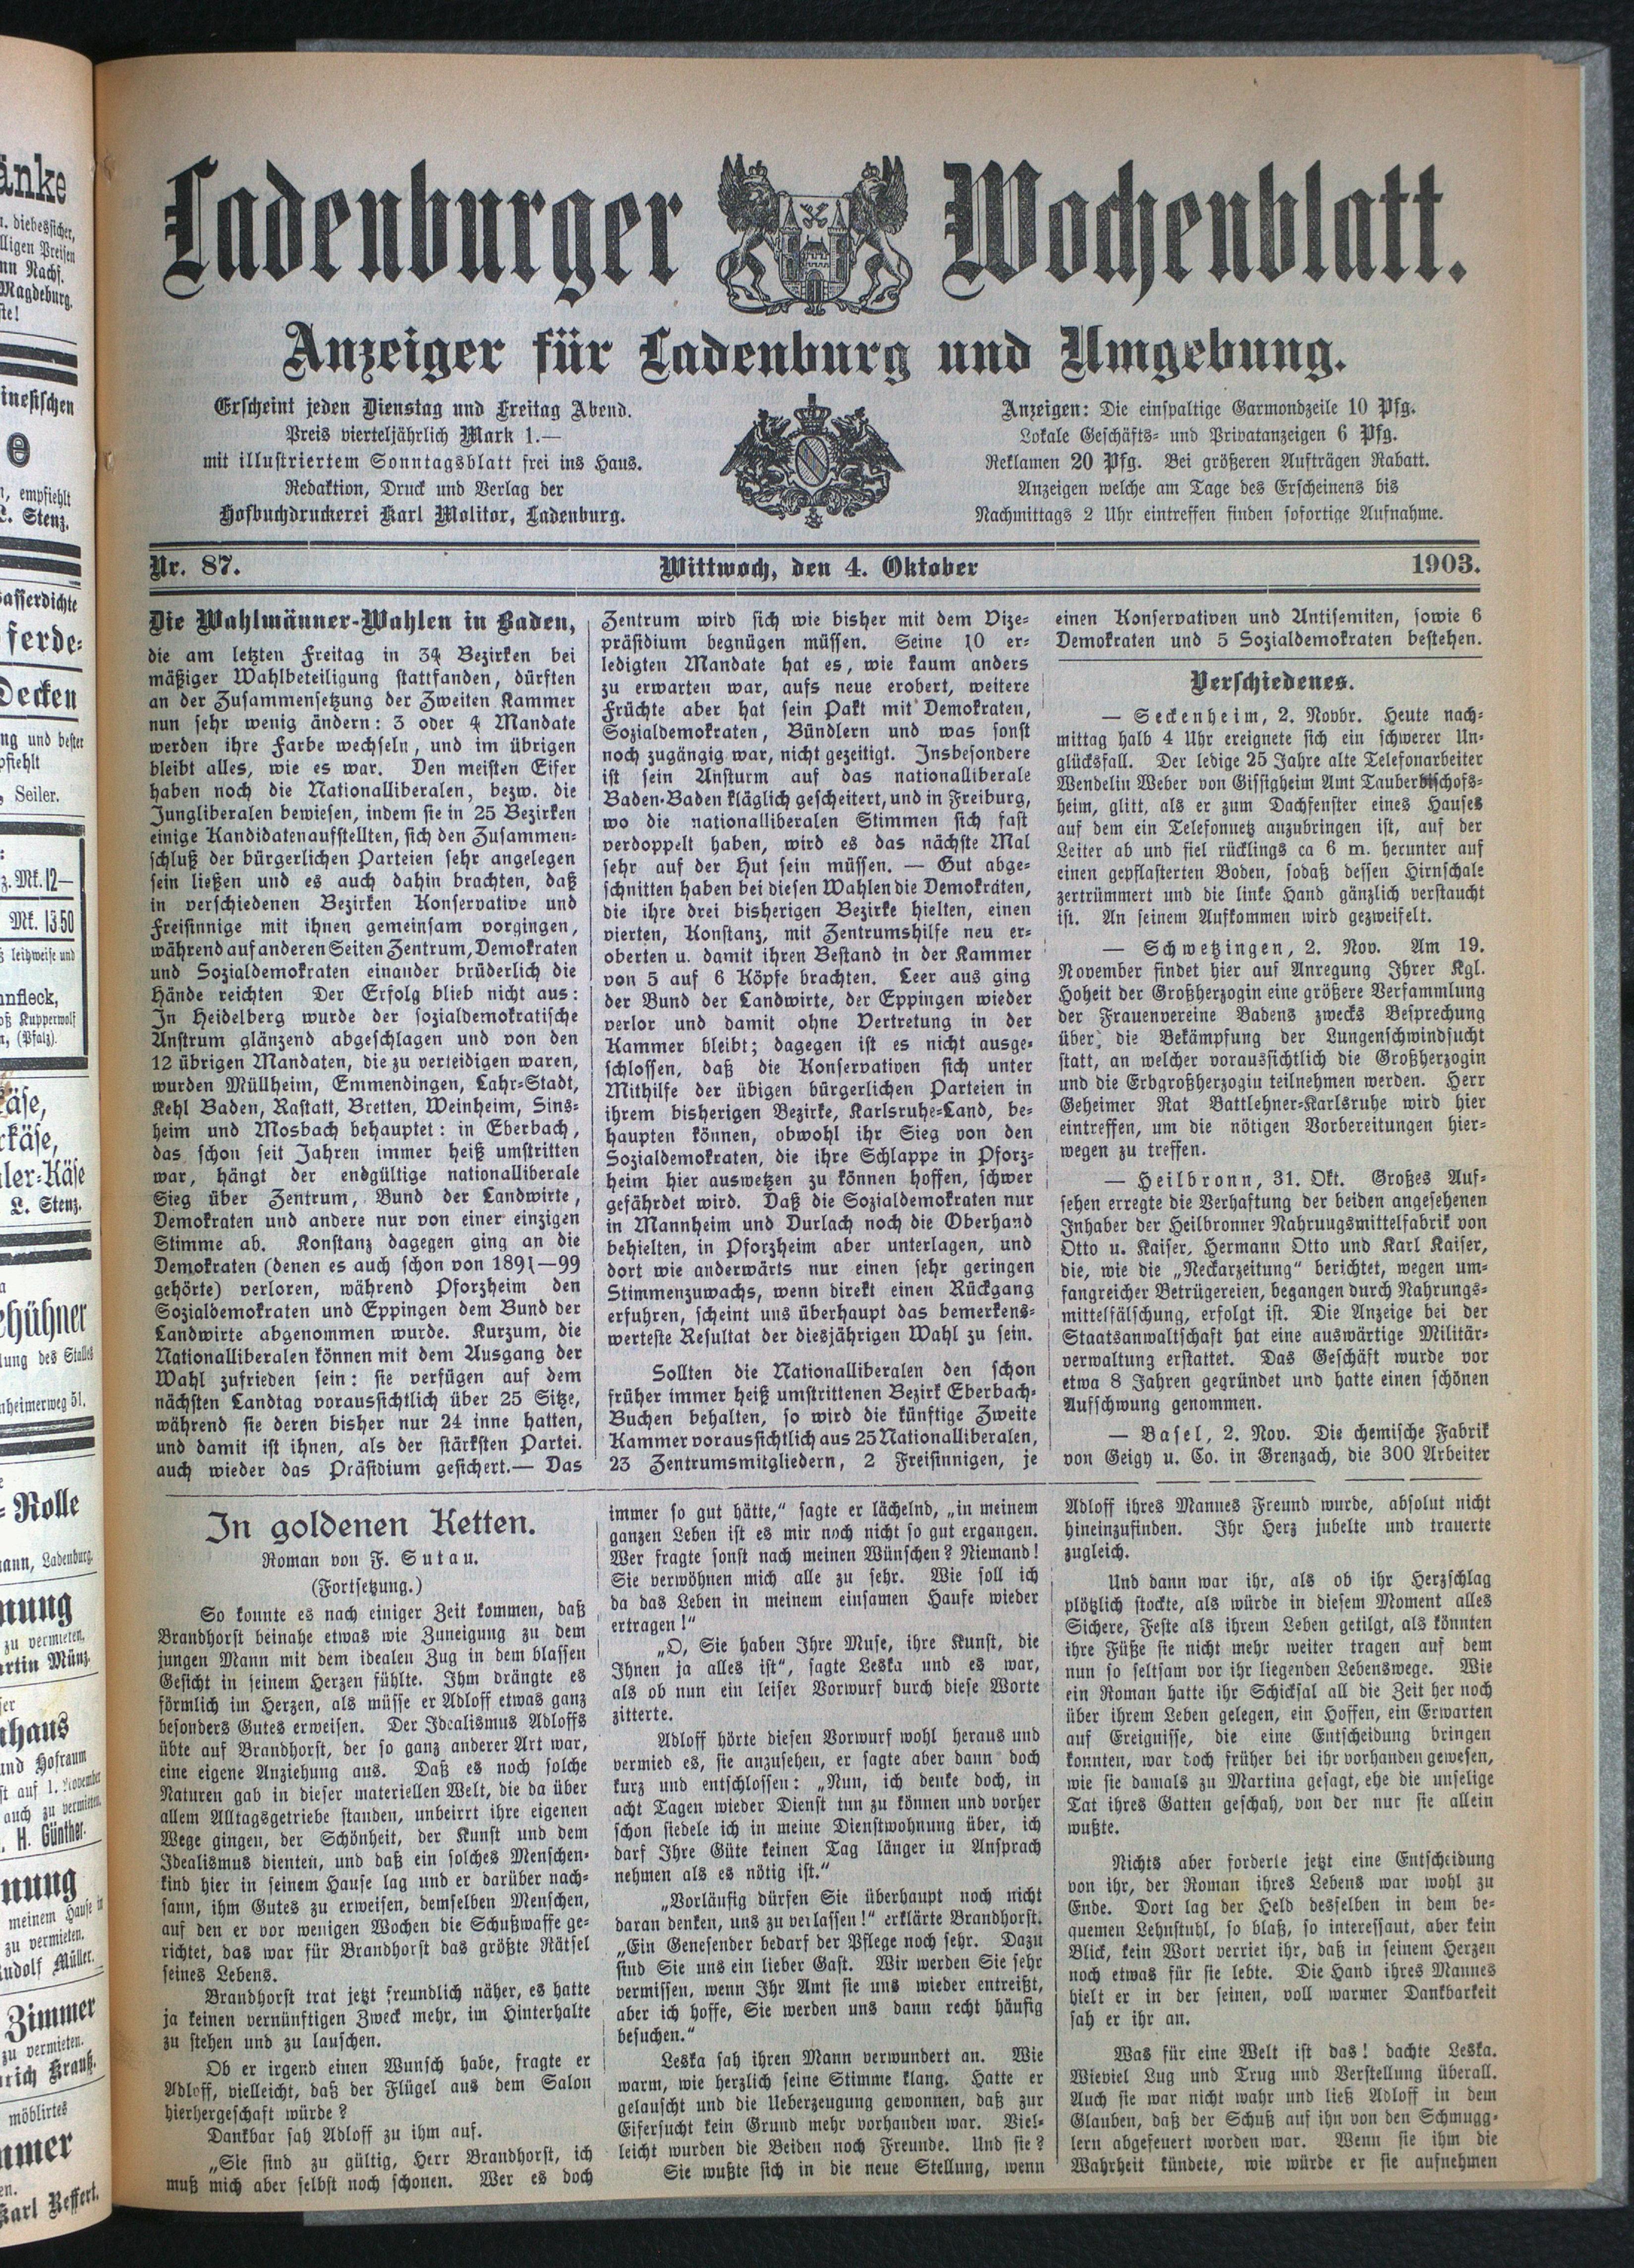 Ladenburger Wochenblatt.
Anzeiger für Ladenburg und Umgebung.
Erscheint jeden Dienstag und Freitag Abend.
Preis vierteljährlich Mark 1.—
mit illustriertem Sonntagsblatt frei ins Haus.
Redaktion, Druck und Verlag der
Hofbuchdruckerei Karl Molitor, Ladenburg.
Anzeigen: Die einspaltige Garmondzeile 10 Pfg.
Lokale Geschäfts- und Privatanzeigen 6 Pfg.
Reklamen 20 Pfg. Bei größeren Aufträgen Rabatt.
Anzeigen welche am Tage des Erscheinens bis
Nachmittags 2 Uhr eintreffen finden sofortige Aufnahme.
Nr. 87. Mittwoch, den 4. Oktober 1903.
Die Wahlmänner-Wahlen in Baden,
die am letzten Freitag in 34 Bezirken bei
mäßiger Wahlbeteiligung stattfanden, dürften
an der Zusammensetzung der Zweiten Kammer
nun sehr wenig ändern: 3 oder 4 Mandate
werden ihre Farbe wechseln, und im übrigen
bleibt alles, wie es war. Den meisten Eifer
haben noch die Nationalliberalen, bezw. die
Jungliberalen bewiesen, indem sie in 25 Bezirken
einige Kandidatenaufstellten, sich den Zusammen-
schluß der bürgerlichen Parteien sehr angelegen
sein ließen und es auch dahin brachten, daß
in verschiedenen Bezirken Konservative und
Freisinnige mit ihnen gemeinsam vorgingen,
während auf anderen Seiten Zentrum, Demokraten
und Sozialdemokraten einander brüderlich die
Hände reichten Der Erfolg blieb nicht aus:
In Heidelberg wurde der sozialdemokratische
Anstrum glänzend abgeschlagen und von den
12 übrigen Mandaten, die zu verteidigen waren,
wurden Müllheim, Emmendingen, Lahr-Stadt,
Kehl Baden, Rastatt, Bretten, Weinheim, Sins-
heim und Mosbach behauptet: in Eberbach,
das schon seit Jahren immer heiß umstritten
war, hängt der endgültige nationalliberale
Sieg über Zentrum, Bund der Landwirte,
Demokraten und andere nur von einer einzigen
Stimme ab. Konstanz dagegen ging an die
Demokraten (denen es auch schon von 1891—99
gehörte) verloren, während Pforzheim den
Sozialdemokraten und Eppingen dem Bund der
Landwirte abgenommen wurde. Kurzum, die
Nationalliberalen können mit dem Ausgang der
Wahl zufrieden sein: sie verfügen auf dem
nächsten Landtag voraussichtlich über 25 Sitze,
während sie deren bisher nur 24 inne hatten,
und damit ist ihnen, als der stärksten Partei.
auch wieder das Präsidium gesichert.— Das
Zentrum wird sich wie bisher mit dem Vize-
präsidium begnügen müssen. Seine 10 er-
ledigten Mandate hat es, wie kaum anders
zu erwarten war, aufs neue erobert, weitere
Früchte aber hat sein Pakt mit Demokraten,
Sozialdemokraten, Bündlern und was sonst
noch zugängig war, nicht gezeitigt. Insbesondere
ist sein Ansturm auf das nationalliberale
Baden-Baden kläglich gescheitert, und in Freiburg,
wo die nationalliberalen Stimmen sich fast
verdoppelt haben, wird es das nächste Mal
sehr auf der Hut sein müssen. — Gut abge-
schnitten haben bei diesen Wahlen die Demokraten,
die ihre drei bisherigen Bezirke hielten, einen
vierten, Konstanz, mit Zentrumshilfe neu er-
oberten u. damit ihren Bestand in der Kammer
von 5 auf 6 Köpfe brachten. Leer aus ging
der Bund der Landwirte, der Eppingen wieder
verlor und damit ohne Vertretung in der
Kammer bleibt; dagegen ist es nicht ausge-
schlossen, daß die Konservativen sich unter
Mithilfe der übigen bürgerlichen Parteien in
ihrem bisherigen Bezirke, Karlsruhe-Land, be-
haupten können, obwohl ihr Sieg von den
Sozialdemokraten, die ihre Schlappe in Pforz-
heim hier auswetzen zu können hoffen, schwer
gefährdet wird. Daß die Sozialdemokraten nur
in Mannheim und Durlach noch die Oberhand
behielten, in Pforzheim aber unterlagen, und
dort wie anderwärts nur einen sehr geringen
Stimmenzuwachs, wenn direkt einen Rückgang
erfuhren, scheint uns überhaupt das bemerkens-
werteste Resultat der diesjährigen Wahl zu sein.
Sollten die Nationalliberalen den schon
früher immer heiß umstrittenen Bezirk Eberbach-
Buchen behalten, so wird die künftige Zweite
Kammer voraussichtlich aus 25 Nationalliberalen,
23 Zentrumsmitgliedern, 2 Freisinnigen, je
einen Konservativen und Antisemiten, sowie 6
Demokraten und 5 Sozialdemokraten bestehen.
Verschiedenes.
— Seckenheim, 2. Novbr. Heute nach-
mittag halb 4 Uhr ereignete sich ein schwerer Un-
glücksfall. Der ledige 25 Jahre alte Telefonarbeiter
Wendelin Weber von Gissigheim Amt Tauberbischofs-
heim, glitt, als er zum Dachfenster eines Hauses
auf dem ein Telefonnetz anzubringen ist, auf der
Leiter ab und fiel rücklings ca 6 m. herunter auf
einen gepflasterten Boden, sodaß dessen Hirnschale
zertrümmert und die linke Hand gänzlich verstaucht
ist. An seinem Aufkommen wird gezweifelt.
— Schwetzingen, 2. Nov. Am 19.
November findet hier auf Anregung Ihrer Kgl.
Hoheit der Großherzogin eine größere Versammlung
der Frauenvereine Badens zwecks Besprechung
über die Bekämpfung der Lungenschwindsucht
statt, an welcher voraussichtlich die Großherzogin
und die Erbgroßherzogiu teilnehmen werden. Herr
Geheimer Rat Battlehner-Karlsruhe wird hier
eintreffen, um die nötigen Vorbereitungen hier-
wegen zu treffen.
— Heilbronn, 31. Okt. Großes Auf-
sehen erregte die Verhaftung der beiden angesehenen
Inhaber der Heilbronner Nahruugsmittelfabrik von
Otto u. Kaiser, Hermann Otto und Karl Kaiser,
die, wie die „Neckarzeitung“ berichtet, wegen um-
fangreicher Betrügereien, begangen durch Nahrungs-
mittelfälschung, erfolgt ist. Die Anzeige bei der
Staatsanwaltschaft hat eine auswärtige Militär-
verwaltung erstattet. Das Geschäft wurde vor
etwa 8 Jahren gegründet und hatte einen schönen
Aufschwung genommen.
— Basel, 2. Nov. Die chemische Fabrik
von Geigy u. Co. in Grenzach, die 300 Arbeiter
In goldenen Ketten.
Roman von F. Sutau.
(Fortsetzung.)
So konnte es nach einiger Zeit kommen, daß
Brandhorst beinahe etwas wie Zuneigung zu dem
jungen Mann mit dem idealen Zug in dem blassen
Gesicht in seinem Herzen fühlte. Ihm drängte es
förmlich im Herzen, als müsse er Adloff etwas ganz
besonders Gutes erweisen. Der Idealismus Adloffs
übte auf Brandhorst, der so ganz anderer Art war,
eine eigene Anziehung aus. Daß es noch solche
Naturen gab in dieser materiellen Welt, die da über
allem Alltagsgetriebe standen, unbeirrt ihre eigenen
Wege gingen, der Schönheit, der Kunst und dem
Idealismus dienten, und daß ein solches Menschen-
kind hier in seinem Hause lag und er darüber nach-
sann, ihm Gutes zu erweisen, demselben Menschen,
auf den er vor wenigen Wochen die Schußwaffe ge-
richtet, das war für Brandhorst das größte Rätsel
seines Lebens.
Brandhorst trat jetzt freundlich näher, es hatte
ja keinen vernünftigen Zweck mehr, im Hinterhalte
zu stehen und zu lauschen.
Ob er irgend einen Wunsch habe, fragte er
Adloff, vielleicht, daß der Flügel aus dem Salon
hierhergeschaft würde?
Dankbar sah Adloff zu ihm auf.
„Sie sind zu gültig, Herr Brandhorst, ich
muß mich aber selbst noch schonen. Wer es doch
immer so gut hätte,“ sagte er lächelnd, „in meinem
ganzen Leben ist es mir noch nicht so gut ergangen.
Wer fragte sonst nach meinen Wünschen? Niemand!
Sie verwöhnen mich alle zu sehr. Wie soll ich
da das Leben in meinem einsamen Hause wieder
ertragen!“
„O, Sie haben Ihre Muse, ihre Kunst, die
Ihnen ja alles ist“, sagte Leska und es war,
als ob nun ein leiser Vorwurf durch diese Worte
zitterte.
Adloff hörte diesen Vorwurf wohl heraus und
vermied es, sie anzusehen, er sagte aber dann doch
kurz und entschlossen: „Nun, ich denke doch, in
acht Tagen wieder Dienst tun zu können und vorher
schon siedele ich in meine Dienstwohnung über, ich
darf Ihre Güte keinen Tag länger in Ansprach
nehmen als es nötig ist.“
„Vorläufig dürfen Sie überhaupt noch nicht
daran denken, uns zu verlassen!“ erklärte Brandhorst.
„Ein Genesender bedarf der Pflege noch sehr. Dazu
sind Sie uns ein lieber Gast. Wir werden Sie sehr
vermissen, wenn Ihr Amt sie uns wieder entreißt,
aber ich hoffe, Sie werden uns dann recht häufig
besuchen.“
Leska sah ihren Mann verwundert an. Wie
warm, wie herzlich seine Stimme klang. Hatte er
gelauscht und die Ueberzeugung gewonnen, daß zur
Eifersucht kein Grund mehr vorhanden war. Viel-
leicht wurden die Beiden noch Freunde. Und sie?
Sie wußte sich in die neue Stellung, wenn
Adloff ihres Mannes Freund wurde, absolut nicht
hineinzufinden. Ihr Herz jubelte und trauerte
zugleich.
Und dann war ihr, als ob ihr Herzschlag
plötzlich stockte, als würde in diesem Moment alles
Sichere, Feste als ihrem Leben getilgt, als könnten
ihre Füße sie nicht mehr weiter tragen auf dem
nun so seltsam vor ihr liegenden Lebenswege. Wie
ein Roman hatte ihr Schicksal all die Zeit her noch
über ihrem Leben gelegen, ein Hoffen, ein Erwarten
auf Ereignisse, die eine Entscheidung bringen
konnten, war doch früher bei ihr vorhanden gewesen,
wie sie damals zu Martina gesagt, ehe die unselige
Tat ihres Gatten geschah, von der nur sie allein
wußte.
Nichts aber forderle jetzt eine Entscheidung
von ihr, der Roman ihres Lebens war wohl zu
Ende. Dort lag der Held desselben in dem be-
quemen Lehnstuhl, so blaß, so interessaut, aber kein
Blick, kein Wort verriet ihr, daß in seinem Herzen
noch etwas für sie lebte. Die Hand ihres Mannes
hielt er in der seinen, voll warmer Dankbarkeit
sah er ihr an.
Was für eine Welt ist das! dachte Leska.
Wieviel Lug und Trug und Verstellung überall.
Auch sie war nicht wahr und ließ Adloff in dem
Glauben, daß der Schuß auf ihn von den Schmugg-
lern abgefeuert worden war. Wenn sie ihm die
Wahrheit kündete, wie würde er sie aufnehmen